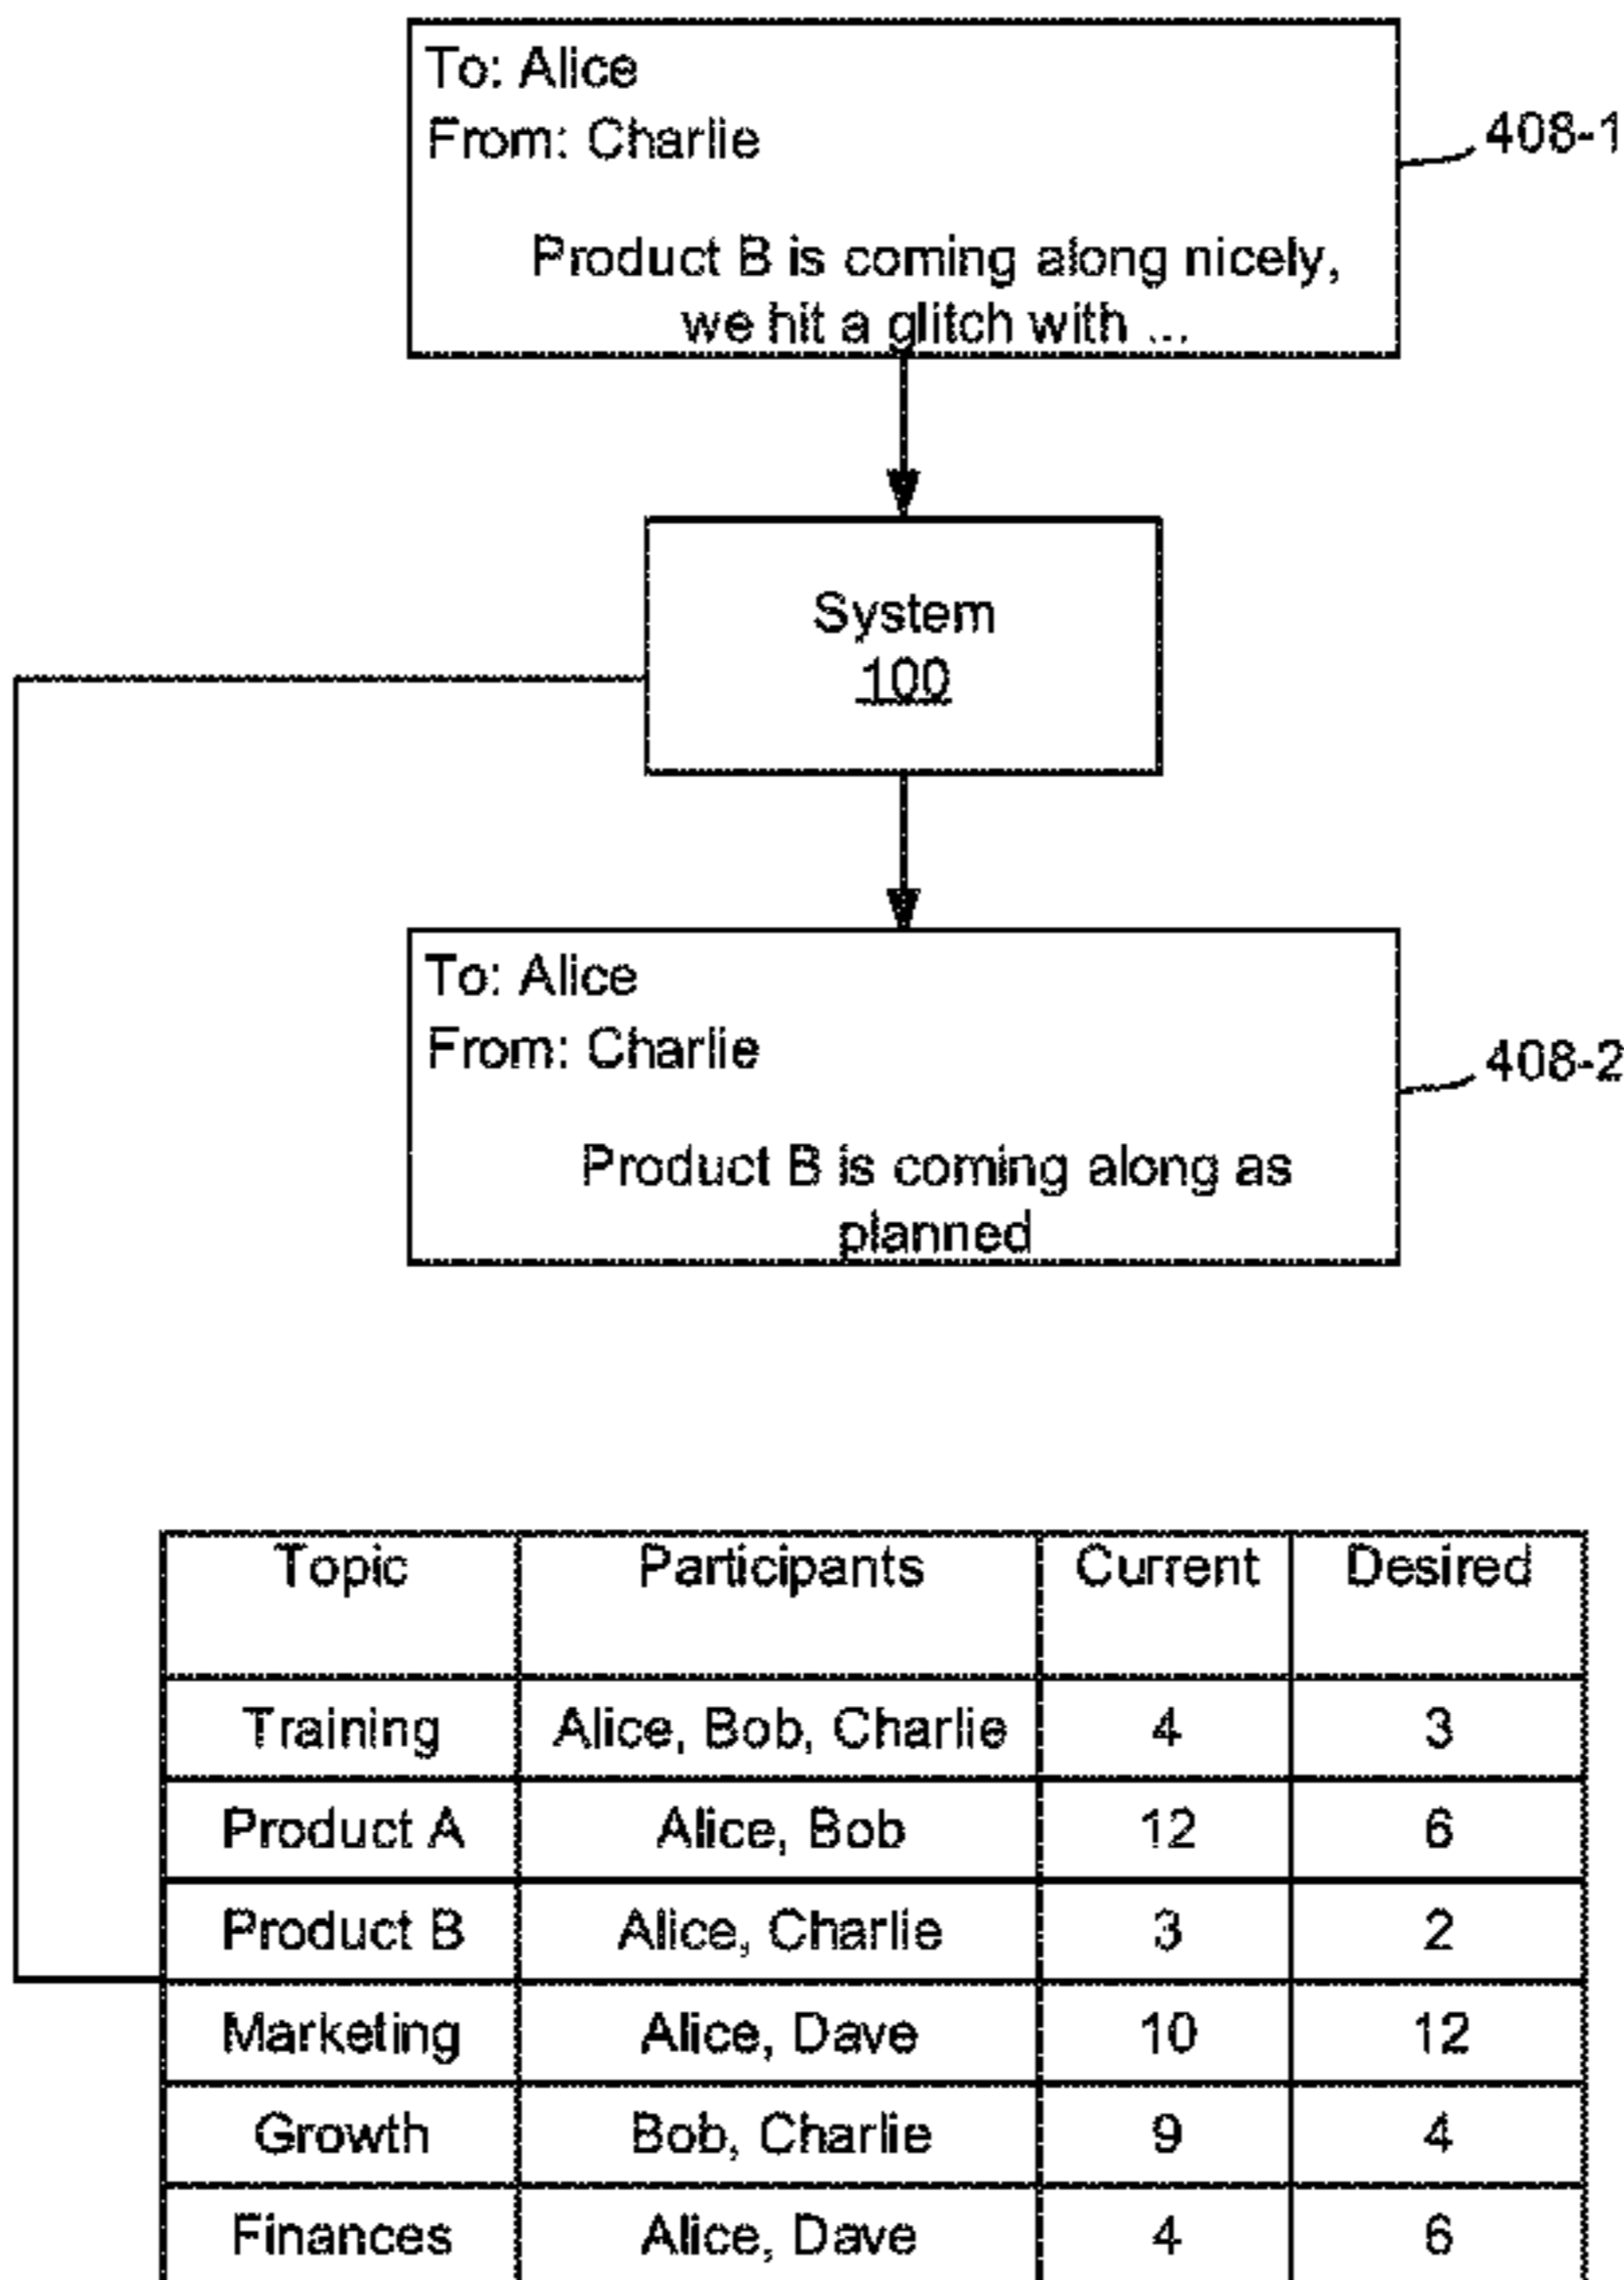 To: Alice
From: Charlie
408-1
Product B is coming along nicely,
we hit a glitch with ...
System
100
To: Alice
From: Charlie
408-2
Product B is coming along as
planned
Topic Participants Current Desired
Training Alice, Bob, Charlie 4 3
Product A Alice, Bob 12 6
Product B Alice, Charlie 3 2
Marketing Alice, Dave 10 12
Growth Bob, Charlie 9 4
Finances Alice, Dave 4 6